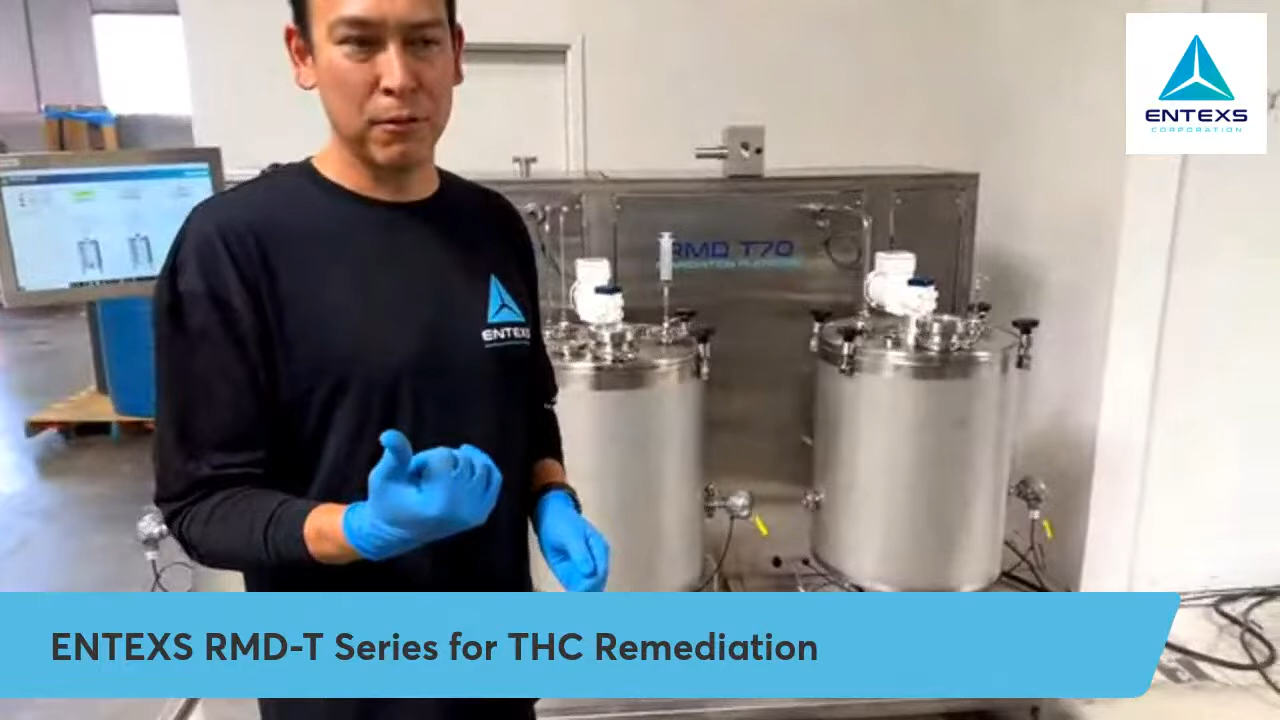 ENTEXS
CORPORATION
RMD T70
ENTEXS
ENTEXS RMD-T Series for THC Remediation